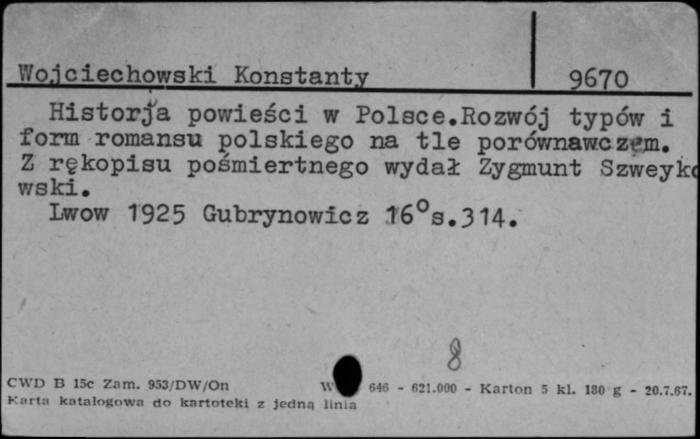 Wojciechowski Konstanty 9670
Historja powieści w Polsce.Rozwój typów i
form romansu polskiego na tle porównawczem.
Z rękopisu pośmiertnego wydał Zygmunt Szweyko
wski.
Lwow 1925 Gubrynowicz 16° s.314.
8
CWD B 15c Zam. 953/DW/On W 646 - 621.000 - Karton 5 kl. 180 g - 20.7.67.
Karta katalogowa do kartoteki z jedną linią